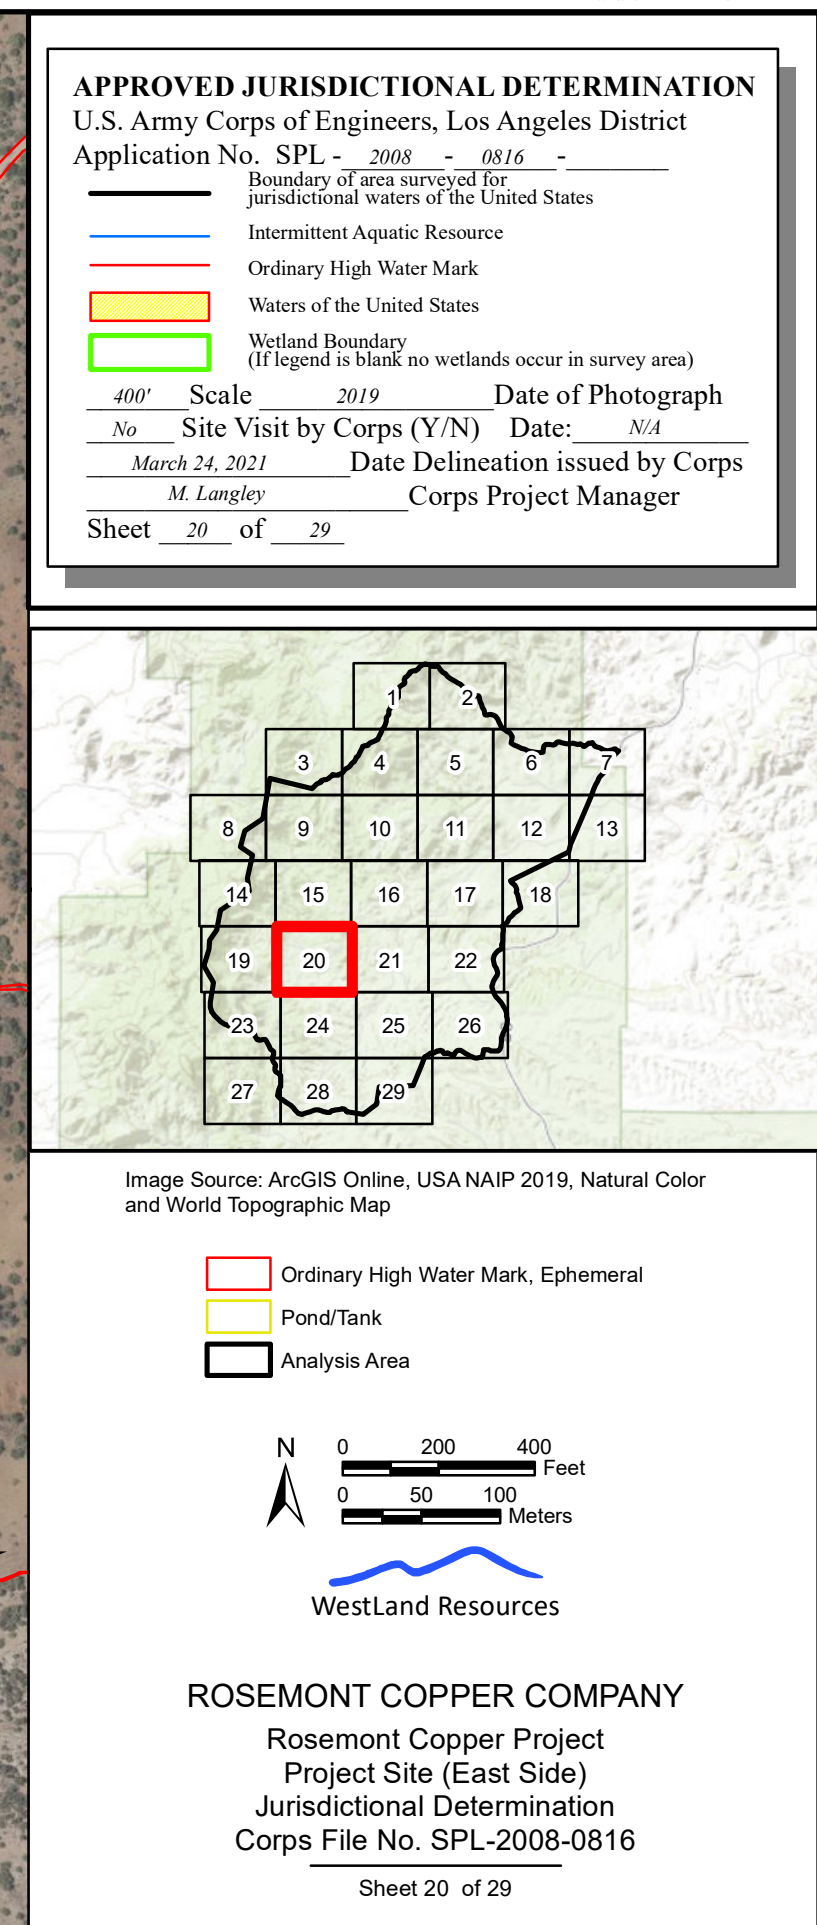 APPROVED JURISDICTIONAL DETERMINATION
U.S. Army Corps of Engineers, Los Angeles District
Application No. SPL - 2008 - 0816 -
Boundary of area surveyed for
jurisdictional waters of the United States
Intermittent Aquatic Resource
Ordinary High Water Mark
Waters of the United States
Wetland Boundary
(If legend is blank no wetlands occur in survey area)
400' Scale 2019 Date of Photograph
No Site Visit by Corps (Y/N) Date: N/A
March 24, 2021 Date Delineation issued by Corps
M. Langley Corps Project Manager
Sheet 20 of 29
1 2
3 4 5 6 7
8 9 10 11 12 13
14 15 16 17 18
19 20 21 22
23 24 25 26
27 28 29
Image Source: ArcGIS Online, USA NAIP 2019, Natural Color
and World Topographic Map
Ordinary High Water Mark, Ephemeral
Pond/Tank
Analysis Area
N
0 200 400
Feet
0 50 100
Meters
WestLand Resources
ROSEMONT COPPER COMPANY
Rosemont Copper Project
Project Site (East Side)
Jurisdictional Determination
Corps File No. SPL-2008-0816
Sheet 20 of 29